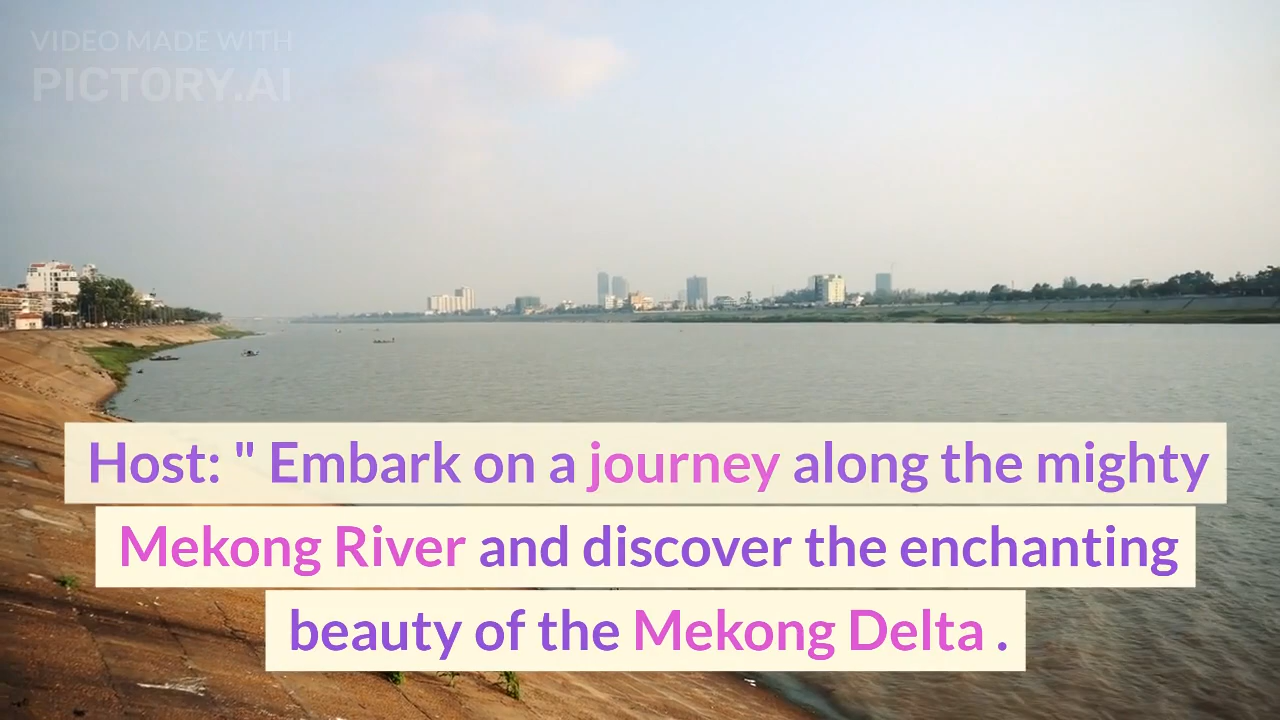 VIDEO MADE WITH
PICTORY.AI
Host: " Embark on a journey along the mighty
Mekong River and discover the enchanting
beauty of the Mekong Delta .